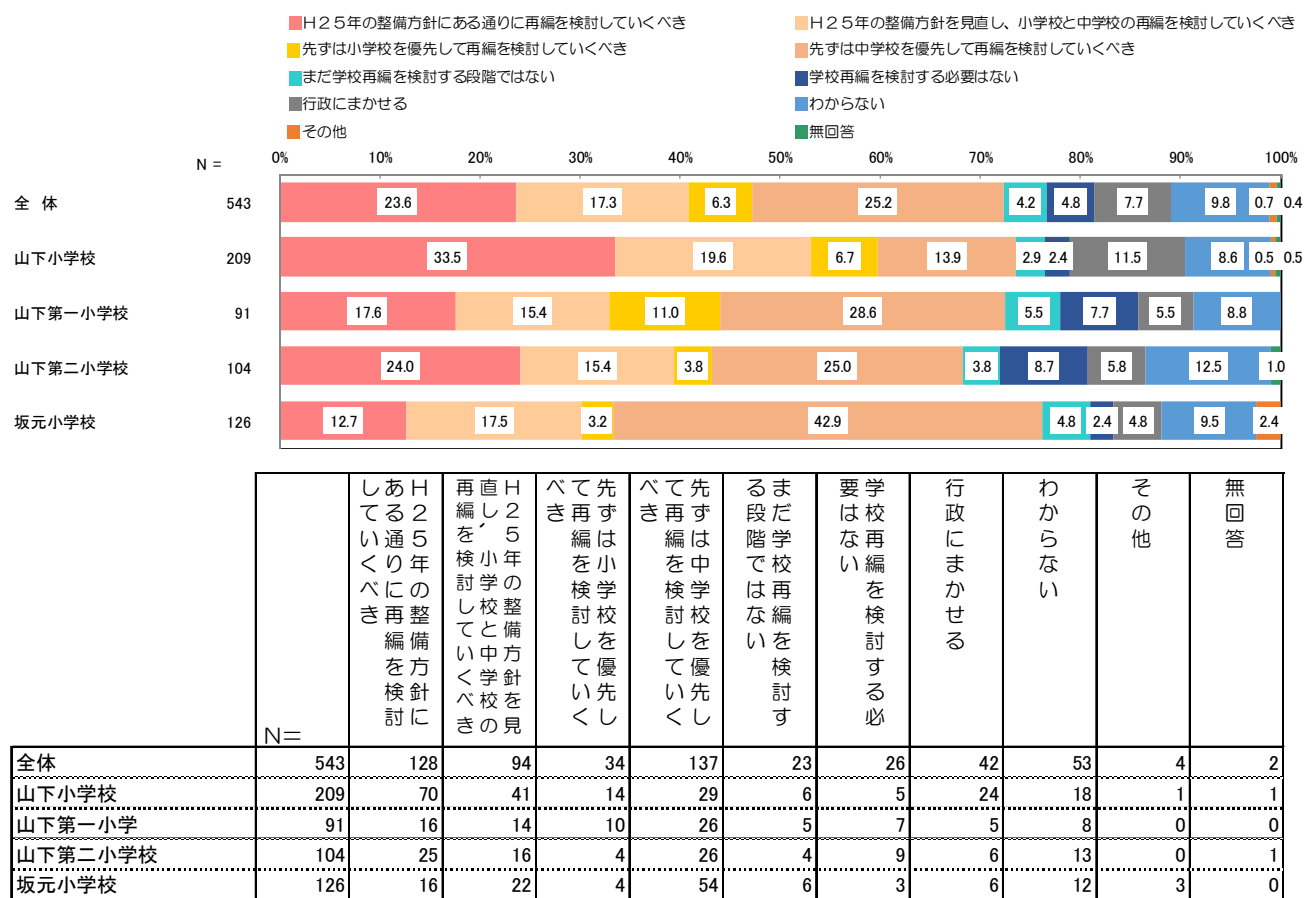 H25年の整備方針にある通りに再編を検討していくべき
H25年の整備方針を見直し、小学校と中学校の再編を検討していくべき
先ずは小学校を優先して再編を検討していくべき
先ずは中学校を優先して再編を検討していくべき
まだ学校再編を検討する段階ではない
学校再編を検討する必要はない
行政にまかせる
わからない
その他
無回答
N =
0% 10% 20% 30% 40% 50% 60% 70% 80% 90% 100%
全 体 543 23.6 17.3 6.3 25.2 4.2 4.8 7.7 9.8 0.7 0.4
山下小学校 209 33.5 19.6 6.7 13.9 2.9 2.4 11.5 8.6 0.5 0.5
山下第一小学校 91 17.6 15.4 11.0 28.6 5.5 7.7 5.5 8.8
山下第二小学校 104 24.0 15.4 3.8 25.0 3.8 8.7 5.8 12.5 1.0
坂元小学校 126 12.7 17.5 3.2 42.9 4.8 2.4 4.8 9.5 2.4
N=
H25年の整備方針に
ある通りに再編を検討
していくべき
H25年の整備方針を見
直し、小学校と中学校の
再編を検討していくべき
先ずは小学校を優先し
て再編を検討していく
べき
先ずは中学校を優先し
て再編を検討していく
べき
まだ学校再編を検討す
る段階ではない
学校再編を検討する必
要はない
行政にまかせる
わからない
その他
無回答
全体 543 128 94 34 137 23 26 42 53 4 2
山下小学校 209 70 41 14 29 6 5 24 18 1 1
山下第一小学 91 16 14 10 26 5 7 5 8 0 0
山下第二小学校 104 25 16 4 26 4 9 6 13 0 1
坂元小学校 126 16 22 4 54 6 3 6 12 3 0